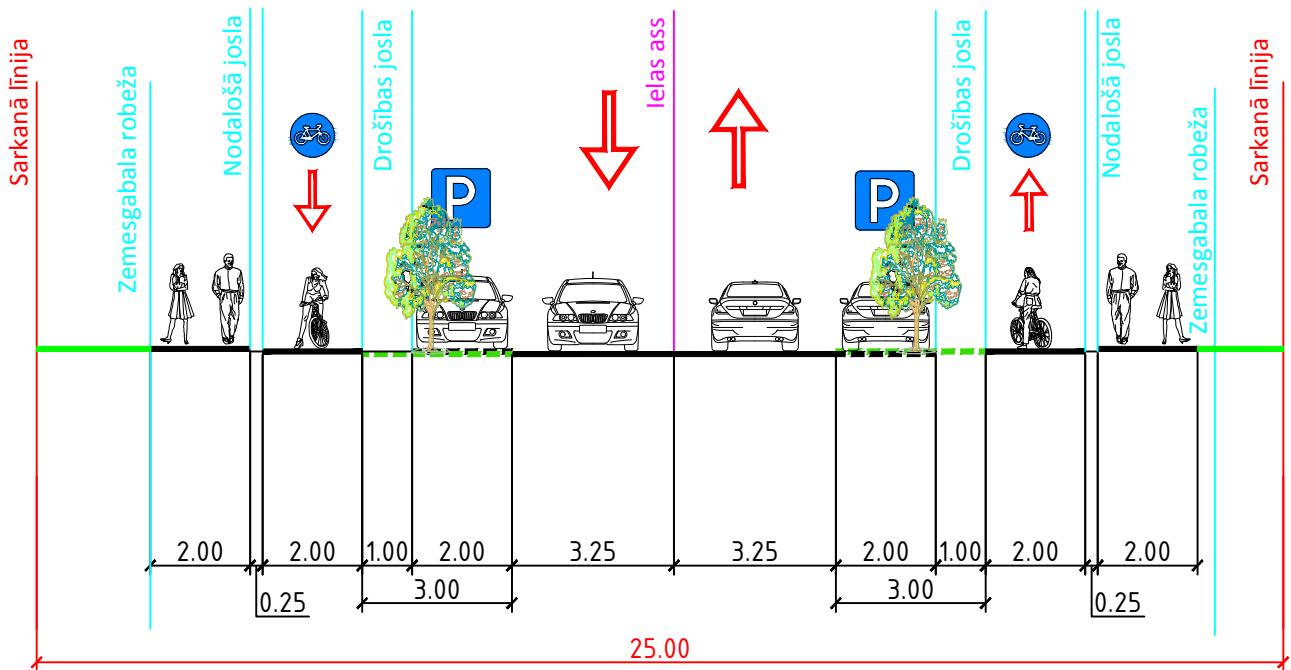 Sarkanā līnija
Zemesgabala robeža
Nodalošā josla
Drošības josla
Ielas ass
Drošības josla
Nodalošā josla
Zemesgabala robeža
Sarkanā līnija
P
P
2.00
2.00
1.00
2.00
3.25
3.25
2.00
1.00
2.00
2.00
0.25
3.00
3.00
0.25
25.00